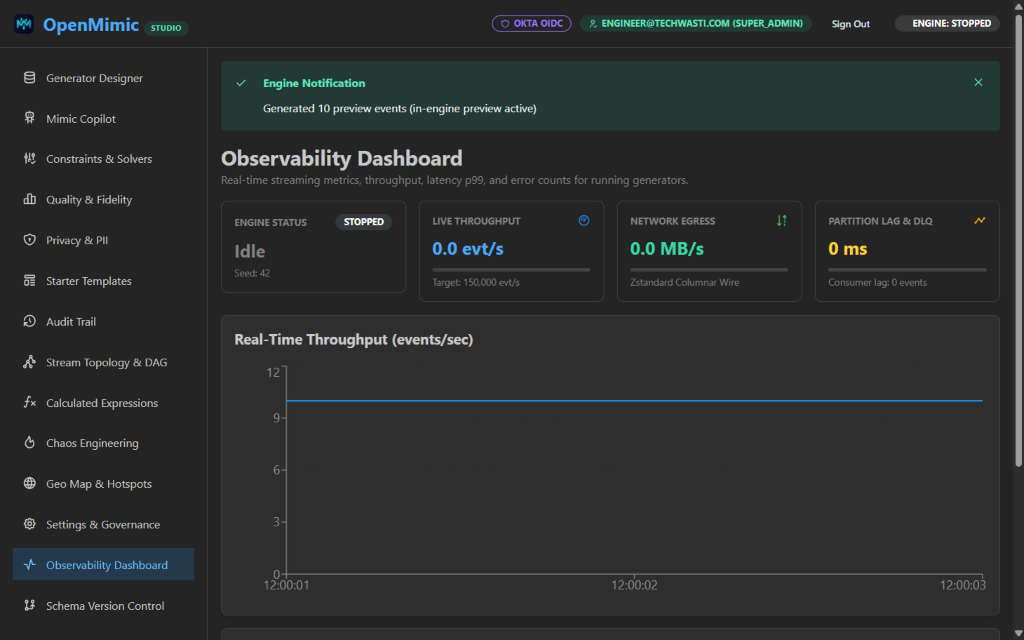 OpenMimic STUDIO
OKTA OIDC
ENGINEER@TECHWASTI.COM (SUPER_ADMIN)
Sign Out
ENGINE: STOPPED
Generator Designer
Mimic Copilot
Constraints & Solvers
Quality & Fidelity
Privacy & PII
Starter Templates
Audit Trail
Stream Topology & DAG
Calculated Expressions
Chaos Engineering
Geo Map & Hotspots
Settings & Governance
Observability Dashboard
Schema Version Control
Engine Notification
Generated 10 preview events (in-engine preview active)
Observability Dashboard
Real-time streaming metrics, throughput, latency p99, and error counts for running generators.
ENGINE STATUS
STOPPED
Idle
Seed: 42
LIVE THROUGHPUT
0.0 evt/s
Target: 150,000 evt/s
NETWORK EGRESS
0.0 MB/s
Zstandard Columnar Wire
PARTITION LAG & DLQ
0 ms
Consumer lag: 0 events
Real-Time Throughput (events/sec)
12
9
6
3
0
12:00:01
12:00:02
12:00:03